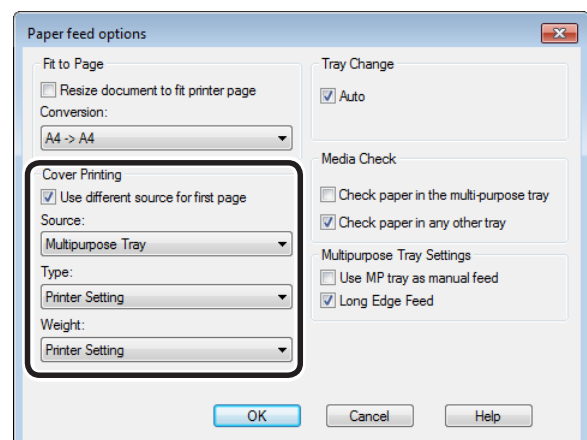 Paper feed options
Fit to Page
Resize document to fit printer page
Conversion:
A4 -> A4
Cover Printing
Use different source for first page
Source:
Multipurpose Tray
Type:
Printer Setting
Weight:
Printer Setting
Tray Change
Auto
Media Check
Check paper in the multi-purpose tray
Check paper in any other tray
Multipurpose Tray Settings
Use MP tray as manual feed
Long Edge Feed
OK
Cancel
Help